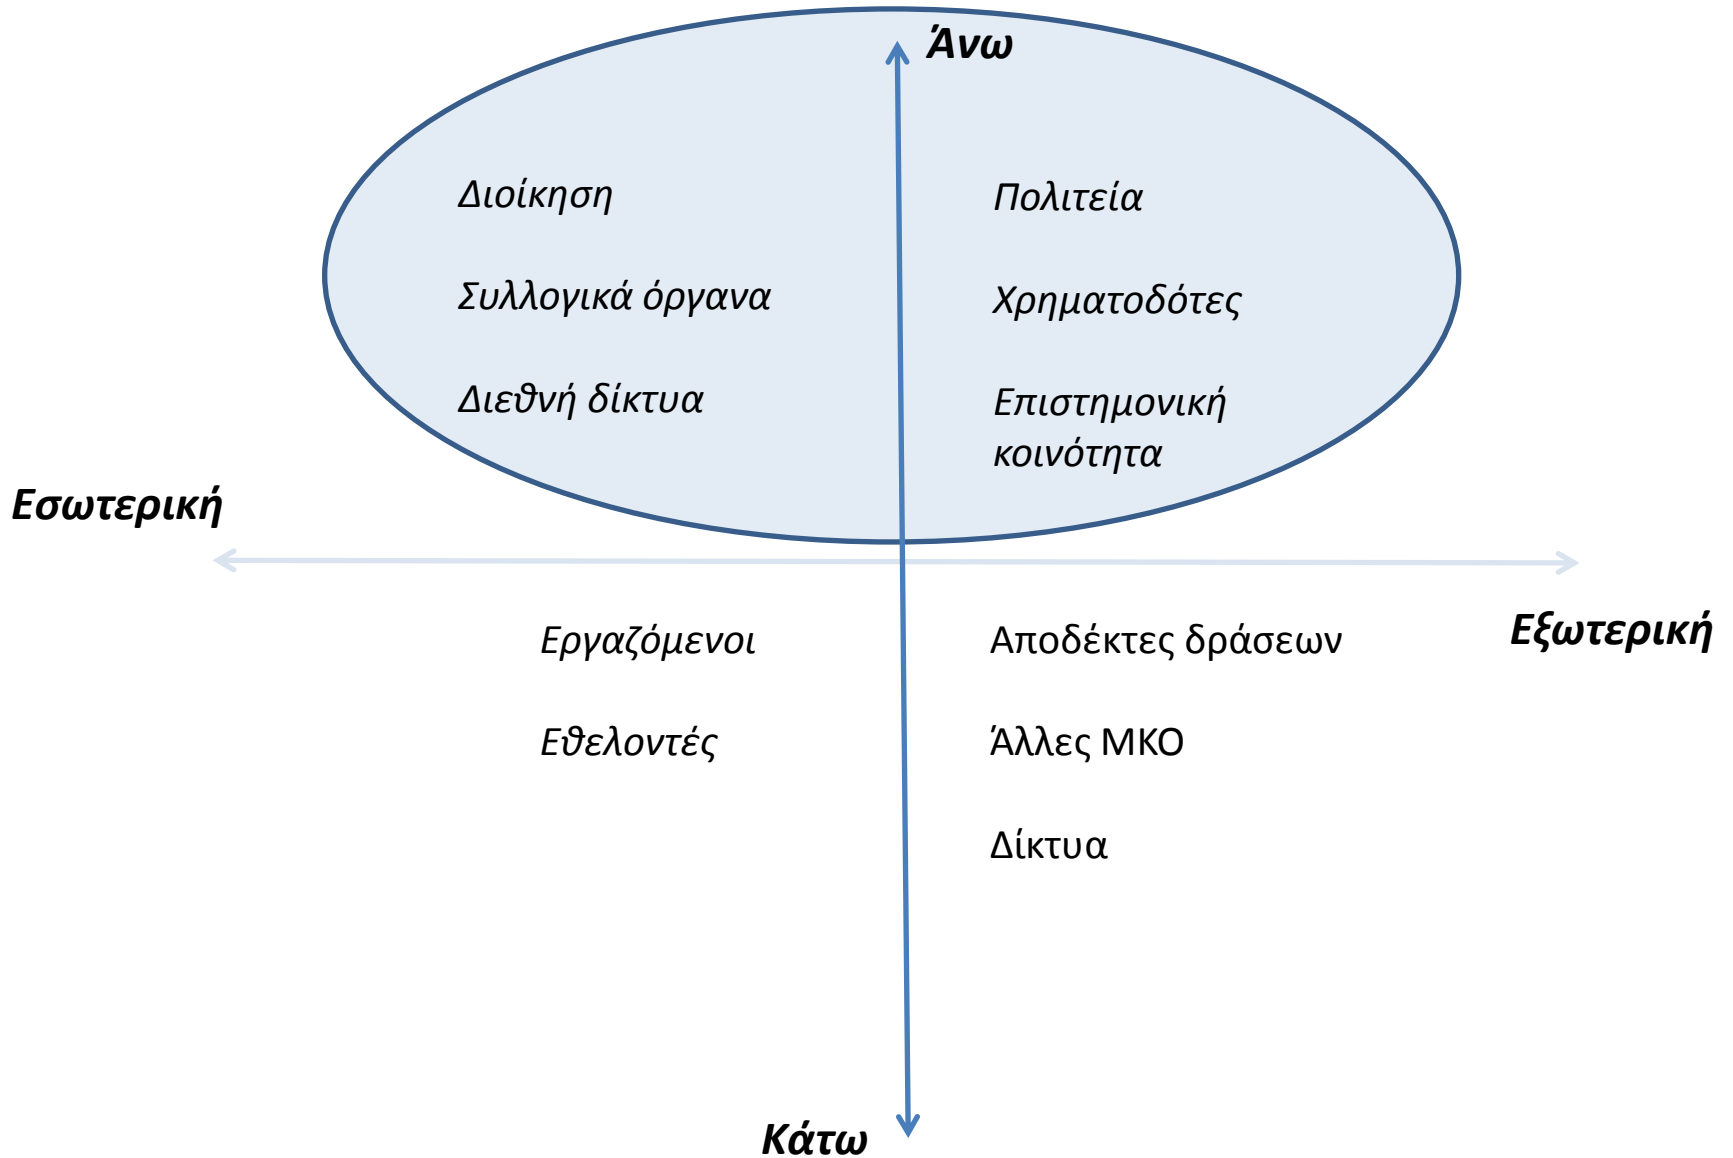 Άνω
Διοίκηση
Πολιτεία
Συλλογικά όργανα
Χρηματοδότες
Διεθνή δίκτυα
Επιστημονική
κοινότητα
Εσωτερική
Εξωτερική
Εργαζόμενοι
Αποδέκτες δράσεων
Εθελοντές
Άλλες ΜΚΟ
Δίκτυα
Κάτω